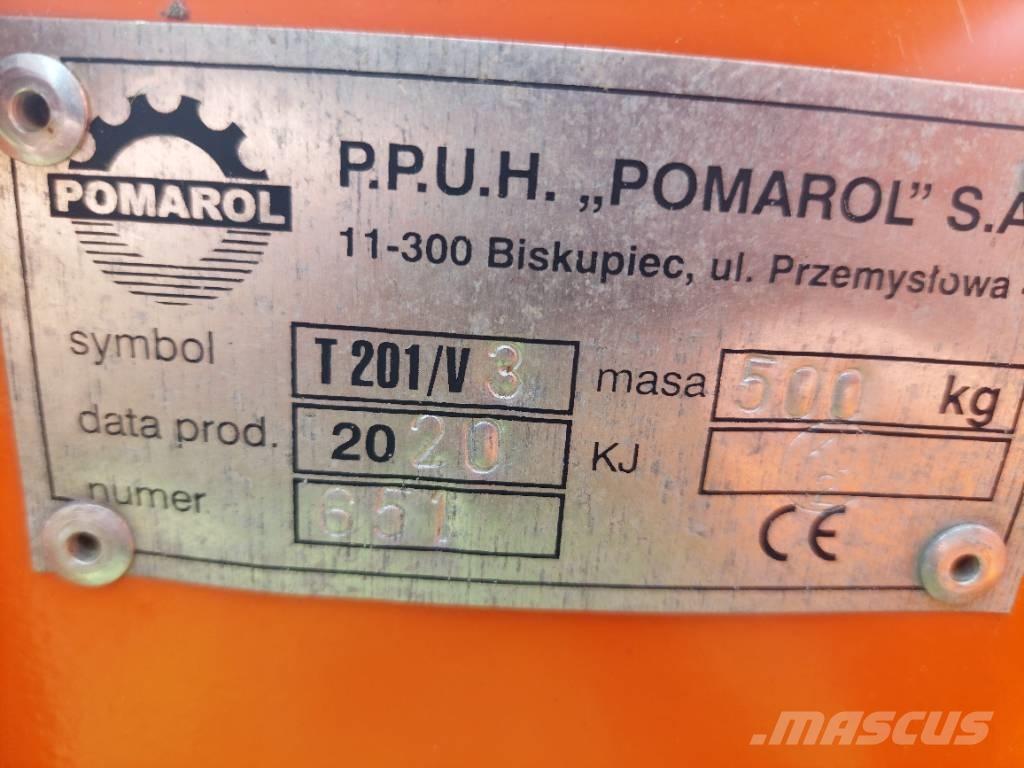 POMAROL
P.P.U.H. „POMAROL” S.A
11-300 Biskupiec, ul. Przemysłowa
symbol T 201/V 3 masa 500 kg
data prod. 2020 KJ
numer 651
CE
MASCUS